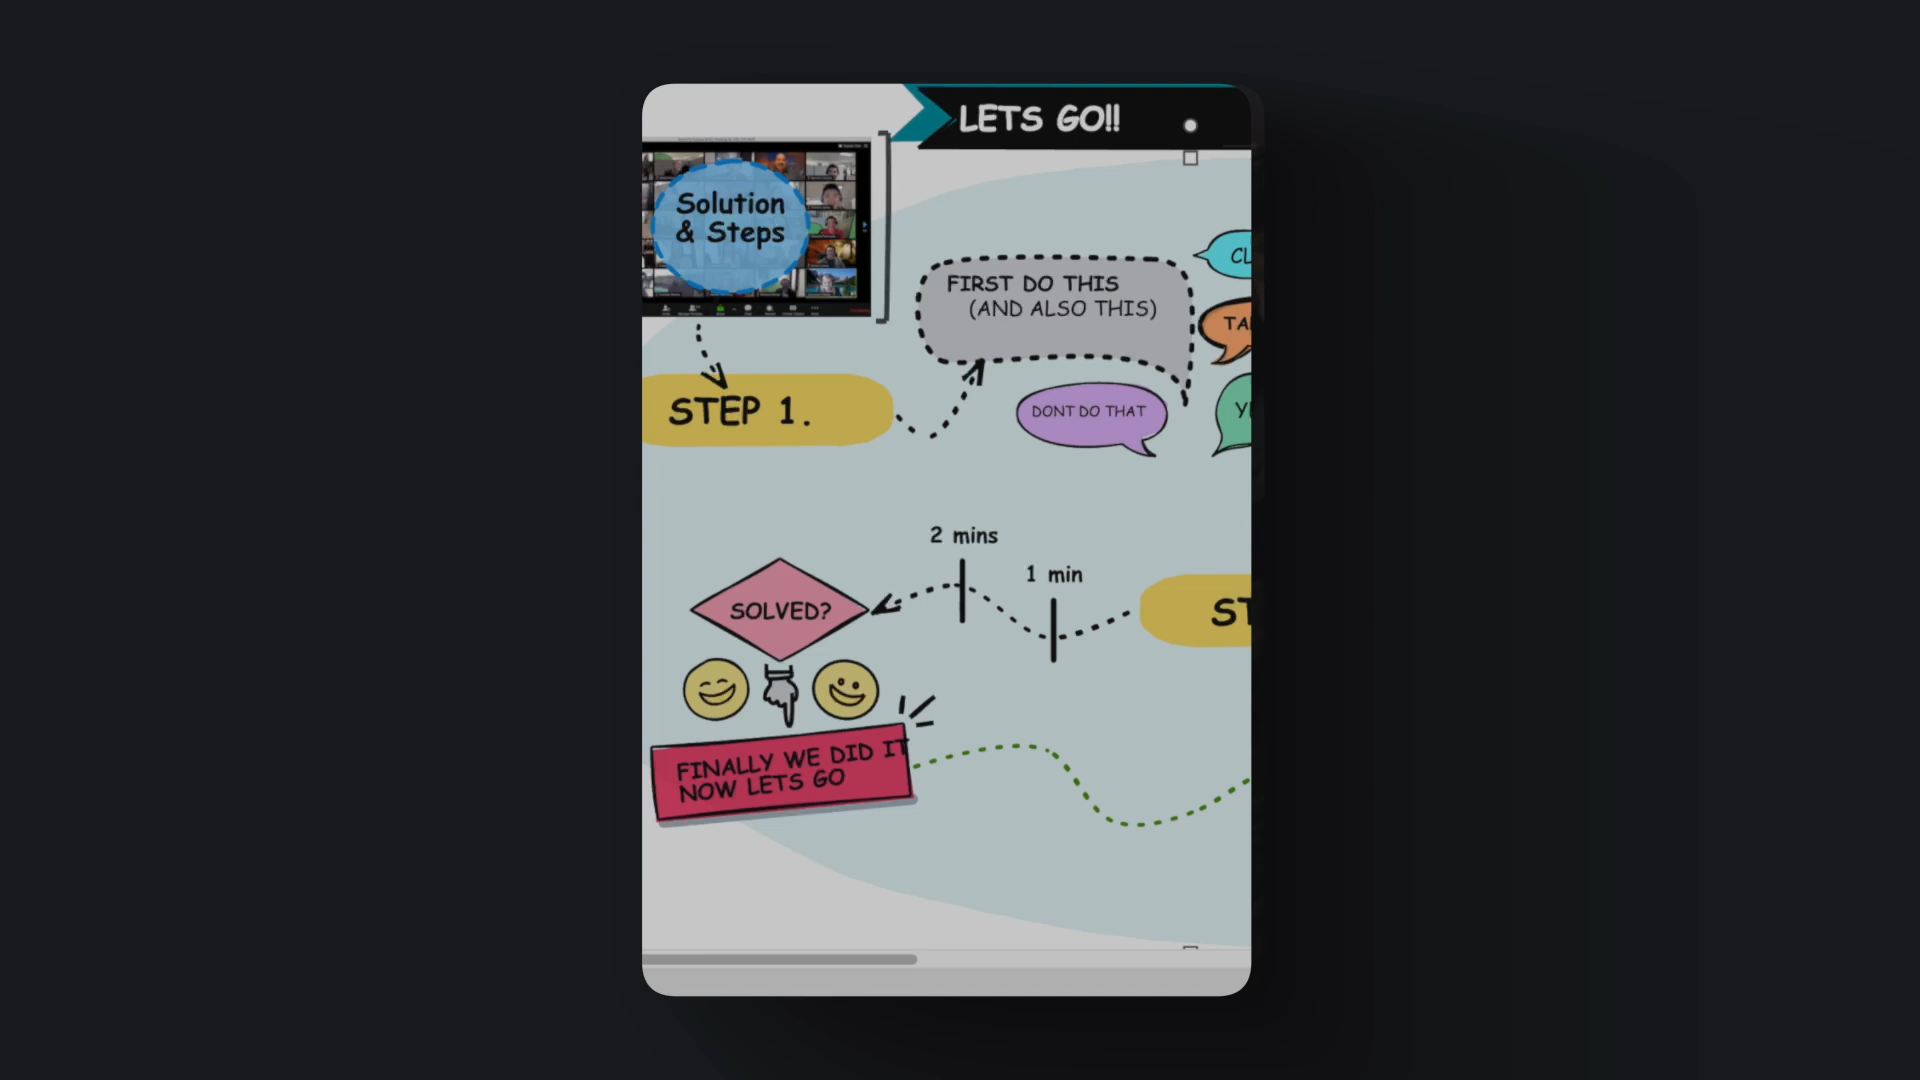 LETS GO!!
Solution
& Steps
FIRST DO THIS
(AND ALSO THIS)
STEP 1.
DONT DO THAT
2 mins
1 min
SOLVED?
FINALLY WE DID IT
NOW LETS GO